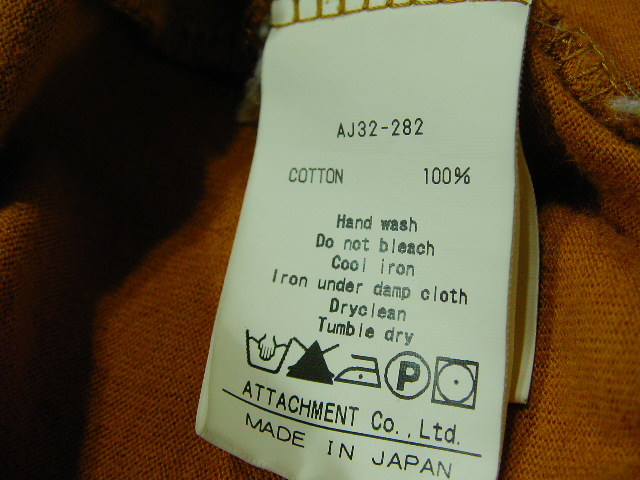 AJ32-282
COTTON 100%
Hand wash
Do not bleach
Cool iron
Iron under damp cloth
Dryclean
Tumble dry
P
ATTACHMENT Co.,Ltd.
MADE IN JAPAN